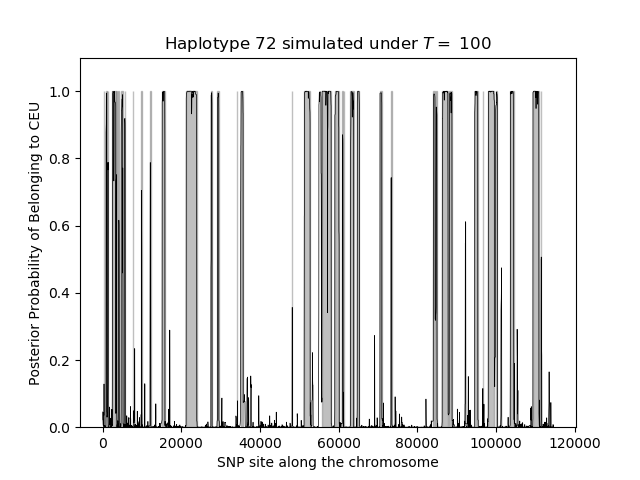 Haplotype 72 simulated under T = 100
Posterior Probability of Belonging to CEU
1.0
0.8
0.6
0.4
0.2
0.0
0 20000 40000 60000 80000 100000 120000
SNP site along the chromosome